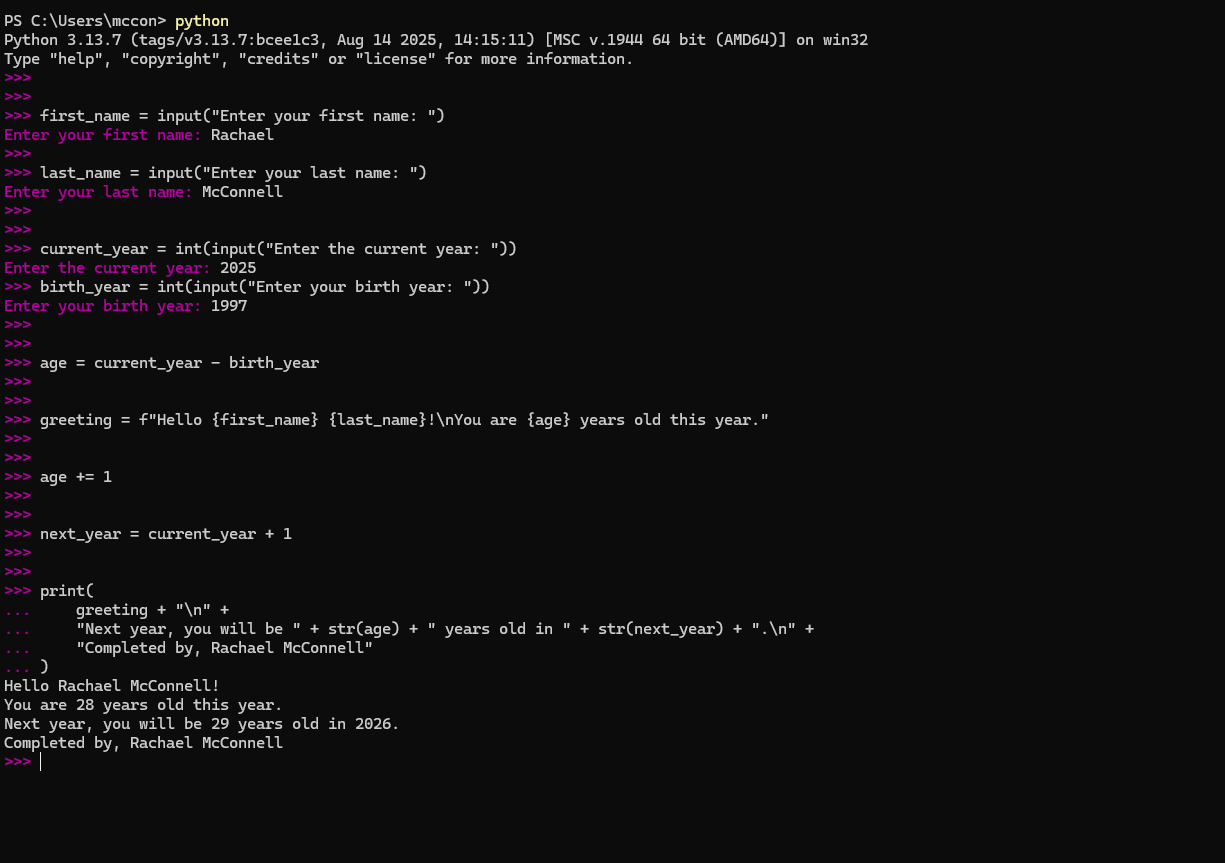 PS C:\Users\mccon> python
Python 3.13.7 (tags/v3.13.7:bcee1c3, Aug 14 2025, 14:15:11) [MSC v.1944 64 bit (AMD64)] on win32
Type "help", "copyright", "credits" or "license" for more information.
>>>
>>>
>>> first_name = input("Enter your first name: ")
Enter your first name: Rachael
>>>
>>> last_name = input("Enter your last name: ")
Enter your last name: McConnell
>>>
>>>
>>> current_year = int(input("Enter the current year: "))
Enter the current year: 2025
>>> birth_year = int(input("Enter your birth year: "))
Enter your birth year: 1997
>>>
>>>
>>> age = current_year - birth_year
>>>
>>>
>>> greeting = f"Hello {first_name} {last_name}!\nYou are {age} years old this year."
>>>
>>>
>>> age += 1
>>>
>>>
>>> next_year = current_year + 1
>>>
>>>
>>> print(
...     greeting + "\n" +
...     "Next year, you will be " + str(age) + " years old in " + str(next_year) + ".\n" +
...     "Completed by, Rachael McConnell"
... )
Hello Rachael McConnell!
You are 28 years old this year.
Next year, you will be 29 years old in 2026.
Completed by, Rachael McConnell
>>>